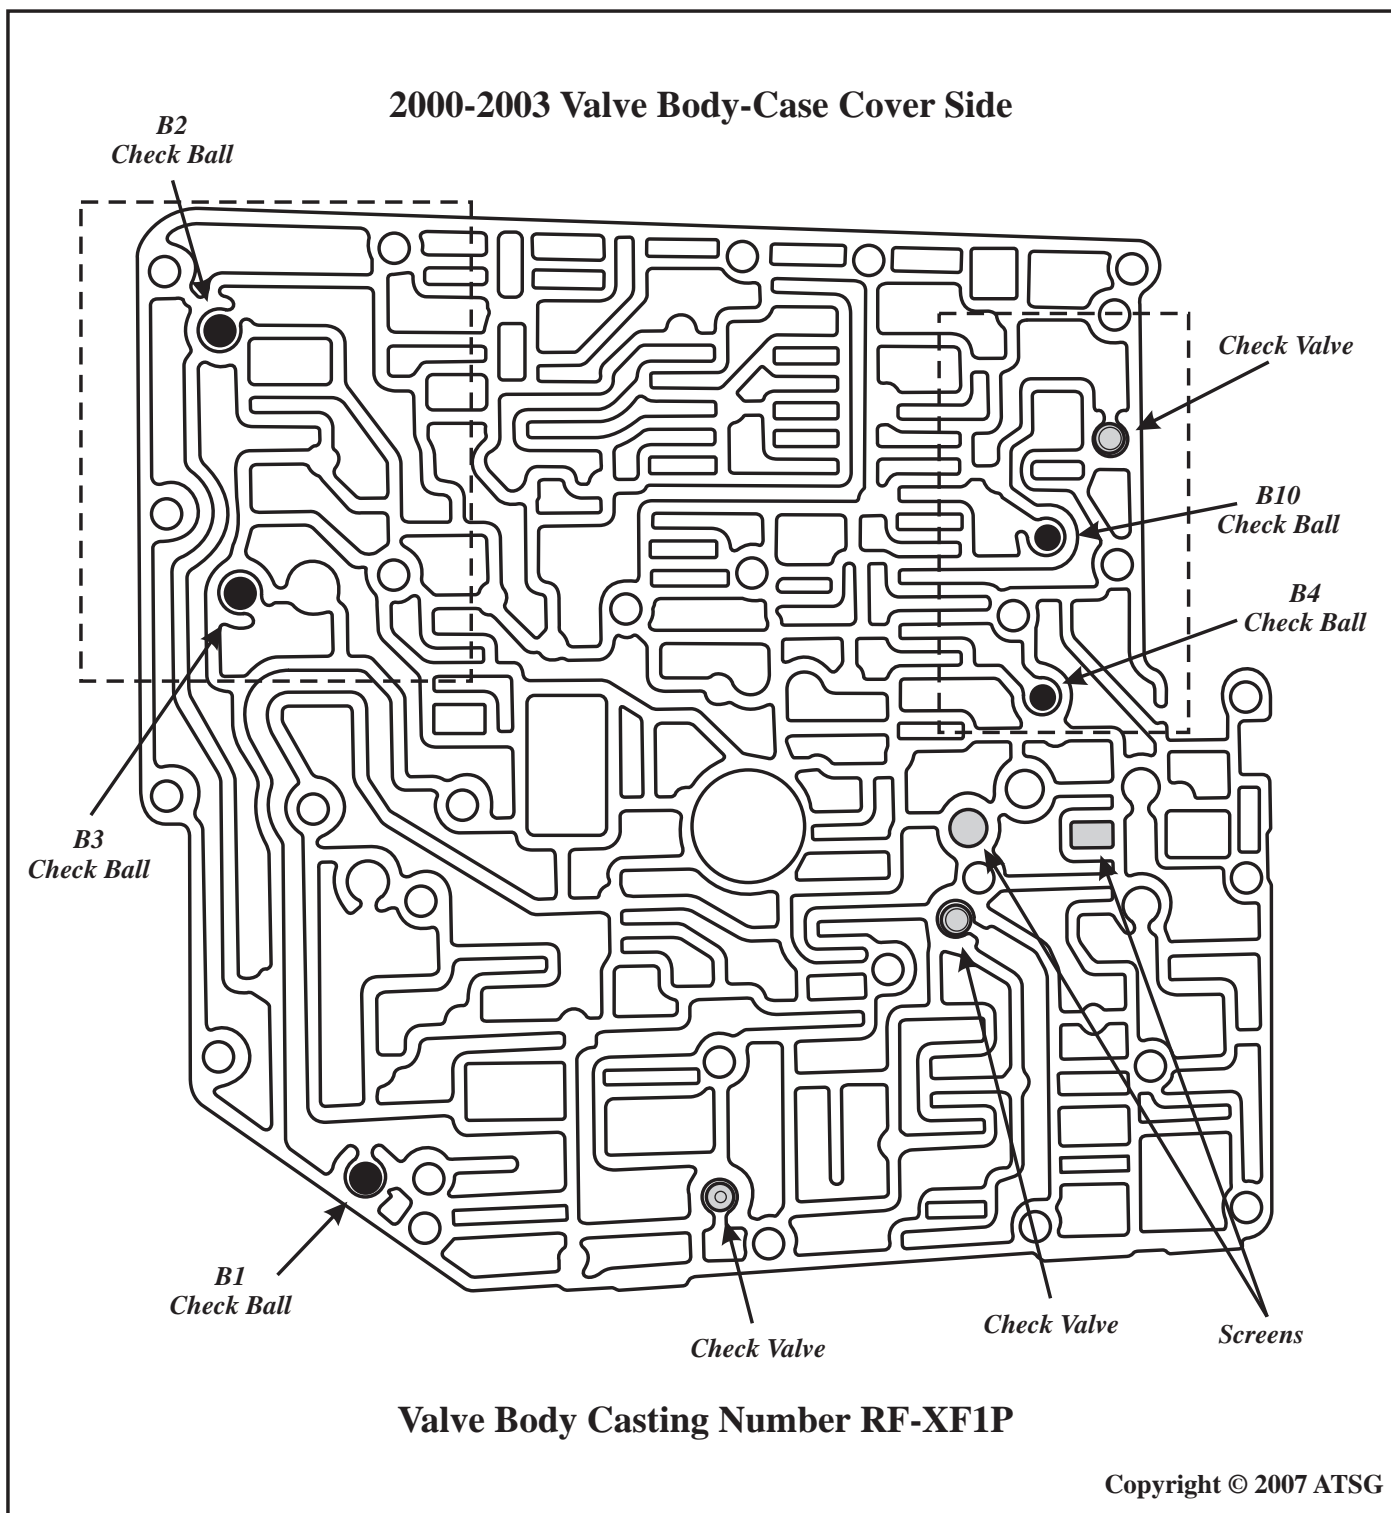 2000-2003 Valve Body-Case Cover Side
B2
Check Ball
Check Valve
B10
Check Ball
B4
Check Ball
B3
Check Ball
B1
Check Ball
Check Valve
Check Valve
Screens
Valve Body Casting Number RF-XF1P
Copyright © 2007 ATSG